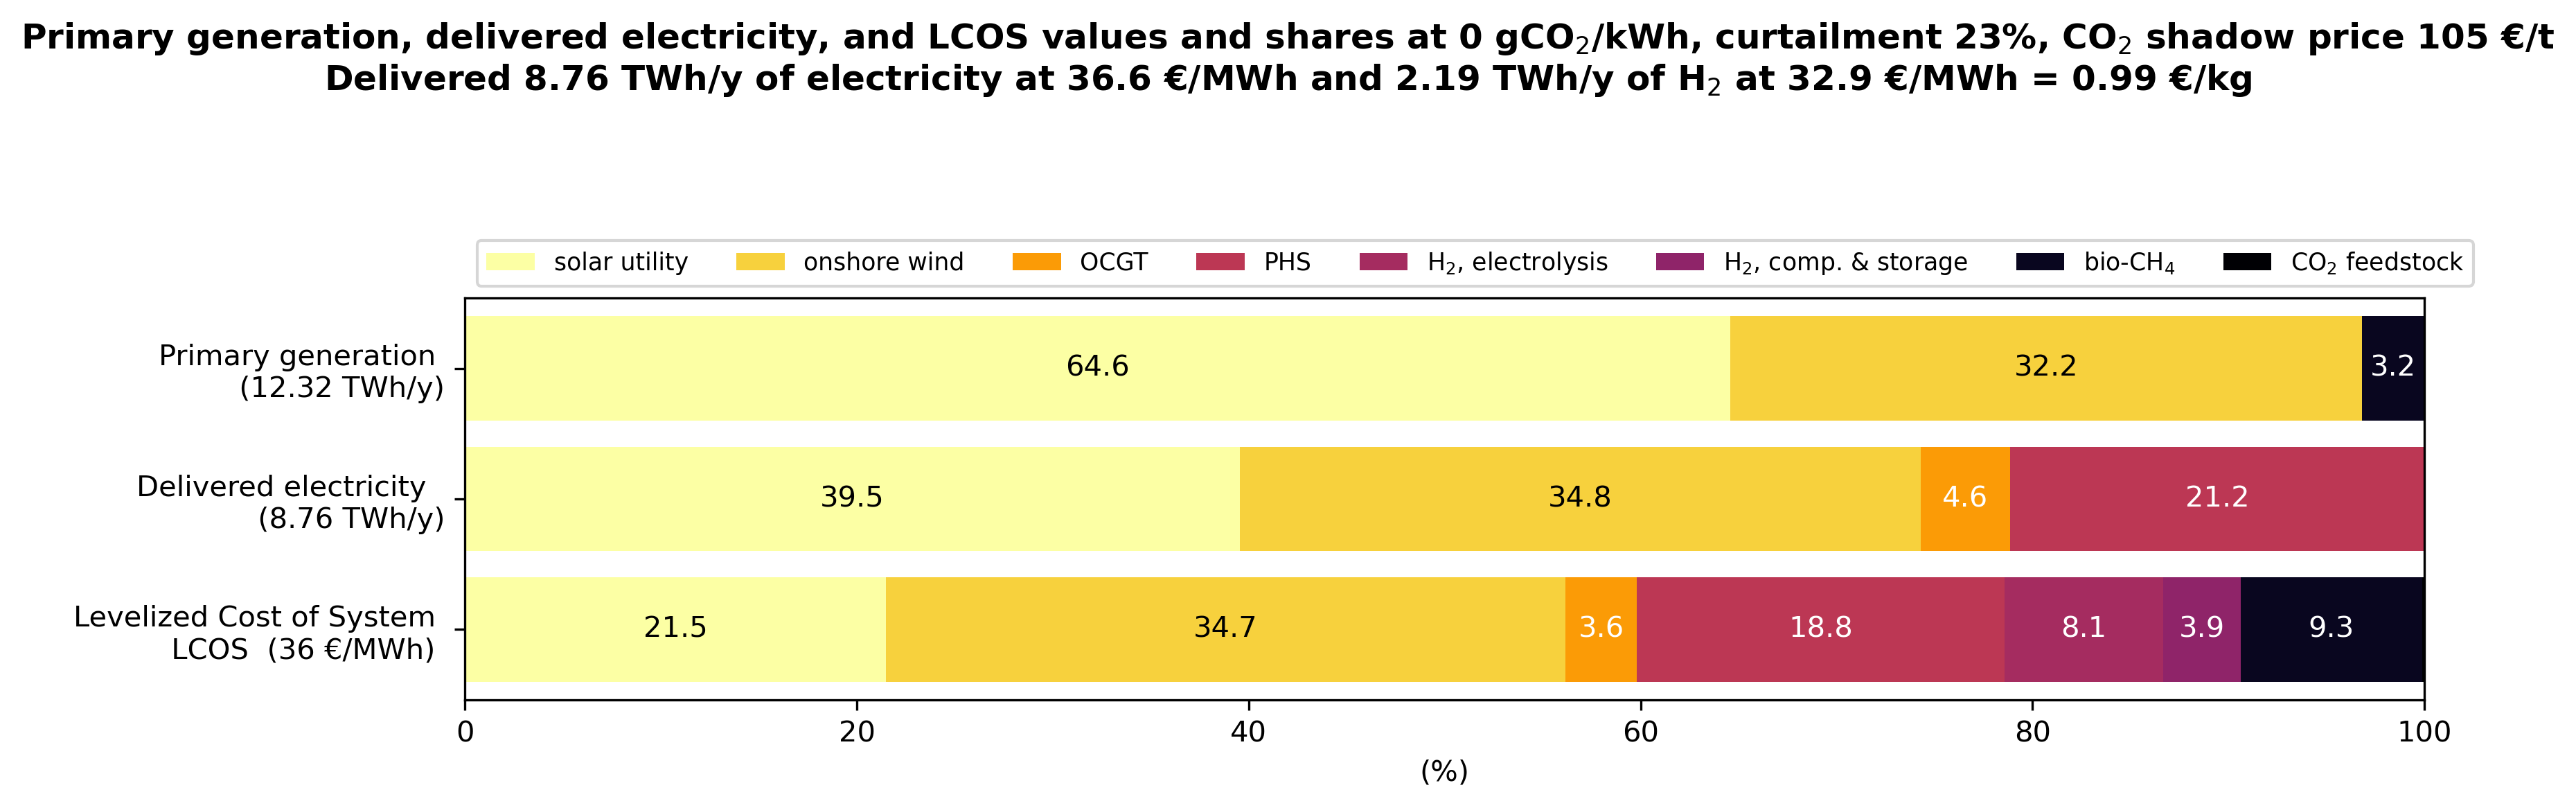 Primary generation, delivered electricity, and LCOS values and shares at 0 gCO₂/kWh, curtailment 23%, CO₂ shadow price 105 €/t
Delivered 8.76 TWh/y of electricity at 36.6 €/MWh and 2.19 TWh/y of H₂ at 32.9 €/MWh = 0.99 €/kg
solar utility onshore wind OCGT PHS H₂, electrolysis H₂, comp. & storage bio-CH₄ CO₂ feedstock
Primary generation
(12.32 TWh/y)
64.6 32.2 3.2
Delivered electricity
(8.76 TWh/y)
39.5 34.8 4.6 21.2
Levelized Cost of System
LCOS (36 €/MWh)
21.5 34.7 3.6 18.8 8.1 3.9 9.3
0 20 40 60 80 100
(%)